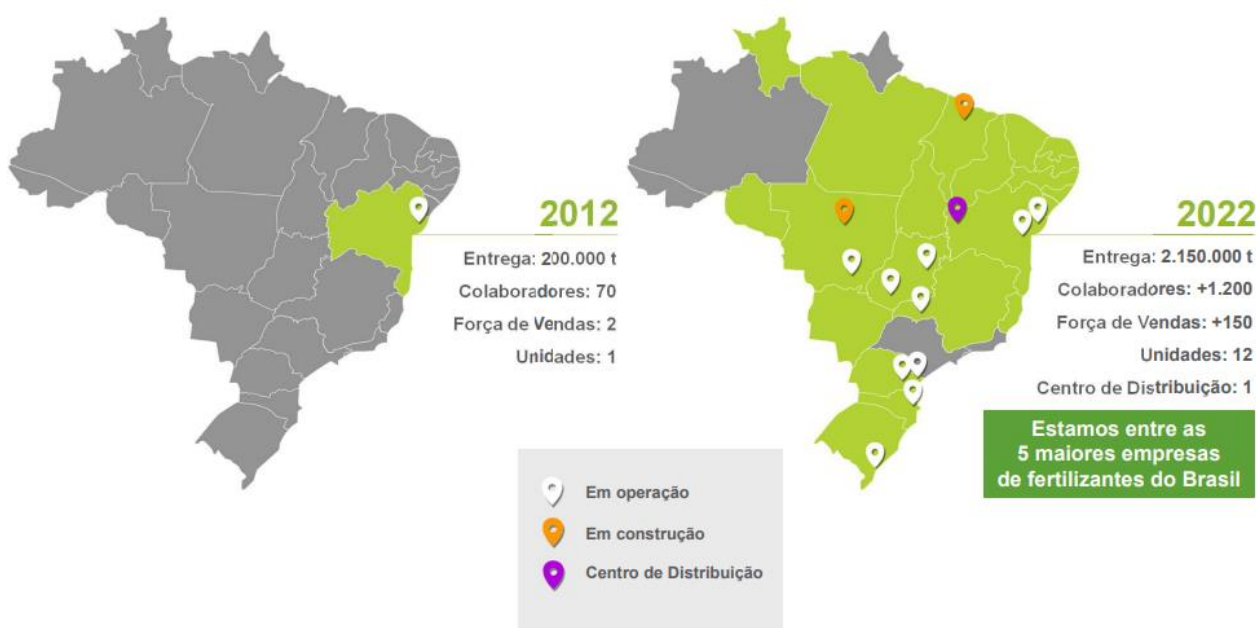 2012
Entrega: 200.000 t
Colaboradores: 70
Força de Vendas: 2
Unidades: 1
2022
Entrega: 2.150.000 t
Colaboradores: +1.200
Força de Vendas: +150
Unidades: 12
Centro de Distribuição: 1
Estamos entre as
5 maiores empresas
de fertilizantes do Brasil
Em operação
Em construção
Centro de Distribuição